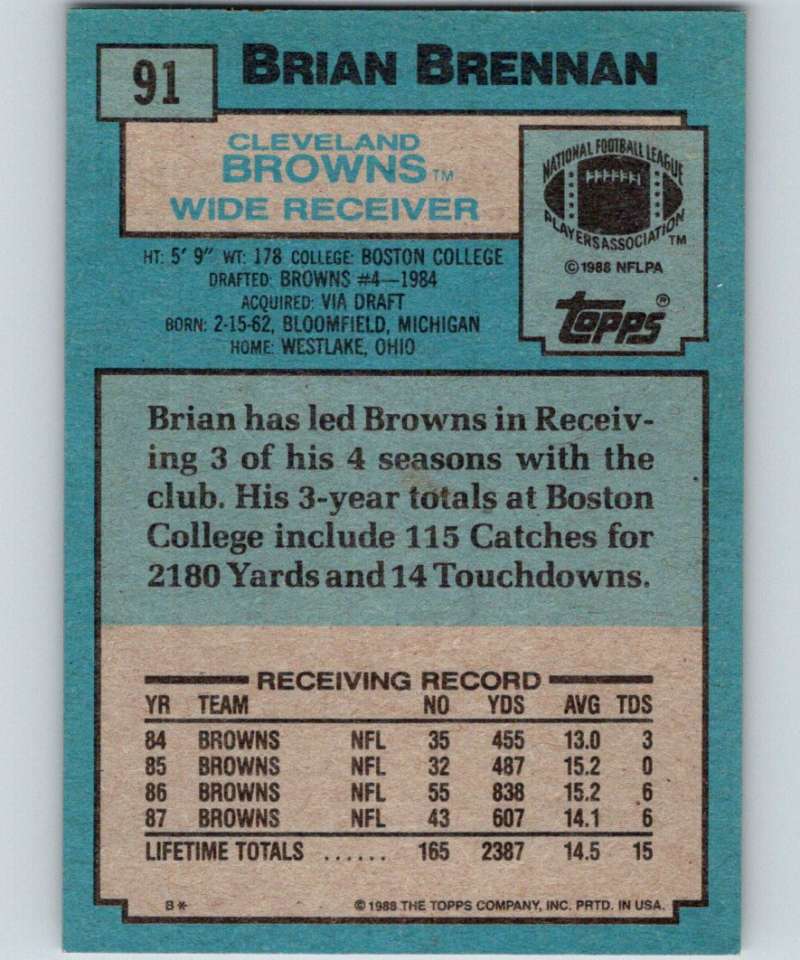 91
BRIAN BRENNAN
CLEVELAND
BROWNS TM
WIDE RECEIVER
NATIONAL FOOTBALL LEAGUE
PLAYERS ASSOCIATION TM
© 1988 NFLPA
TOPPS ®
HT: 5' 9" WT: 178 COLLEGE: BOSTON COLLEGE
DRAFTED: BROWNS #4—1984
ACQUIRED: VIA DRAFT
BORN: 2-15-62, BLOOMFIELD, MICHIGAN
HOME: WESTLAKE, OHIO
Brian has led Browns in Receiv-
ing 3 of his 4 seasons with the
club. His 3-year totals at Boston
College include 115 Catches for
2180 Yards and 14 Touchdowns.
RECEIVING RECORD
YR TEAM NO YDS AVG TDS
84 BROWNS NFL 35 455 13.0 3
85 BROWNS NFL 32 487 15.2 0
86 BROWNS NFL 55 838 15.2 6
87 BROWNS NFL 43 607 14.1 6
LIFETIME TOTALS ...... 165 2387 14.5 15
B* © 1988 THE TOPPS COMPANY, INC. PRTD. IN USA.